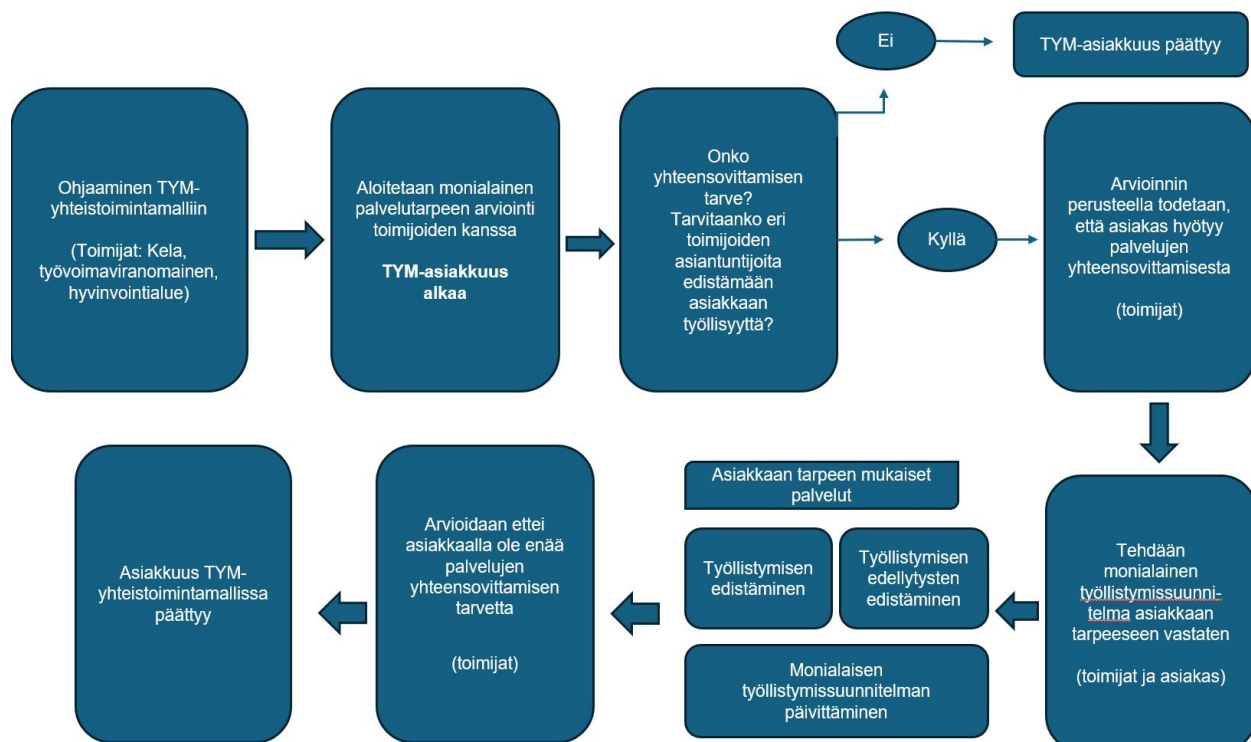 Ohjaaminen TYM-
yhteistoimintamalliin
(Toimijat: Kela,
työvoimaviranomainen,
hyvinvointialue)
Aloitetaan monialainen
palvelutarpeen arviointi
toimijoiden kanssa
TYM-asiakkuus
alkaa
Onko
yhteensovittamisen
tarve?
Tarvitaanko eri
toimijoiden
asiantuntijoita
edistämään
asiakkaan
työllisyyttä?
Ei
TYM-asiakkuus päättyy
Kyllä
Arvioinnin
perusteella todetaan,
että asiakas hyötyy
palvelujen
yhteensovittamisesta
(toimijat)
Tehdään
monialainen
työllistymissuunni-
telma asiakkaan
tarpeeseen vastaten
(toimijat ja asiakas)
Asiakkaan tarpeen mukaiset
palvelut
Työllistymisen
edistäminen
Työllistymisen
edellytysten
edistäminen
Monialaisen
työllistymissuunnitelman
päivittäminen
Arvioidaan ettei
asiakkaalla ole enää
palvelujen
yhteensovittamisen
tarvetta
(toimijat)
Asiakkuus TYM-
yhteistoimintamallissa
päättyy